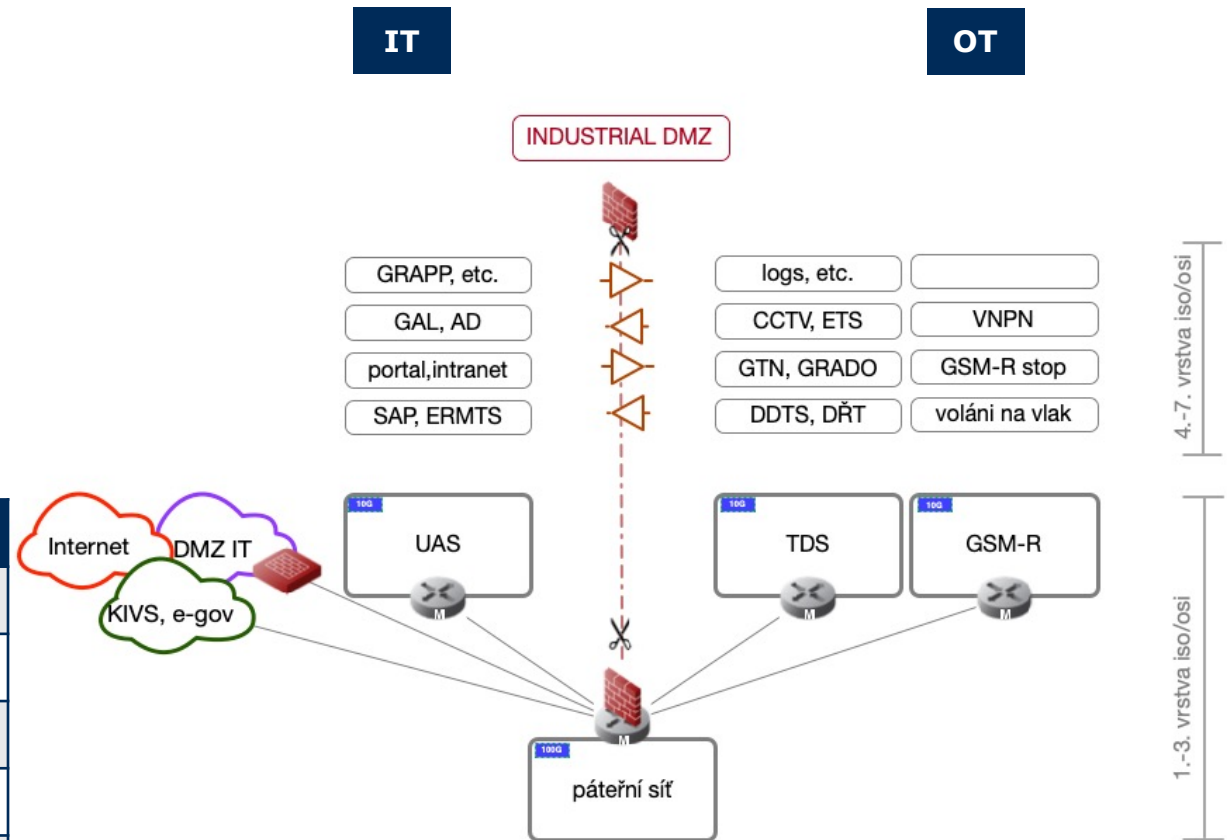 IT
OT
INDUSTRIAL DMZ
GRAPP, etc.
logs, etc.
GAL, AD
CCTV, ETS
VNPN
portal,intranet
GTN, GRADO
GSM-R stop
SAP, ERMTS
DDTS, DŘT
voláni na vlak
4.-7. vrstva iso/osi
Internet
DMZ IT
KIVS, e-gov
10G
UAS
M
10G
TDS
M
10G
GSM-R
M
1.-3. vrstva iso/osi
M
100G
páteřní síť